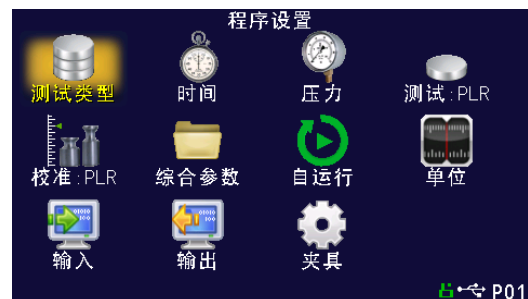 程序设置
测试类型 时间 压力 测试:PLR
校准:PLR 综合参数 自运行 单位
输入 输出 夹具
P01